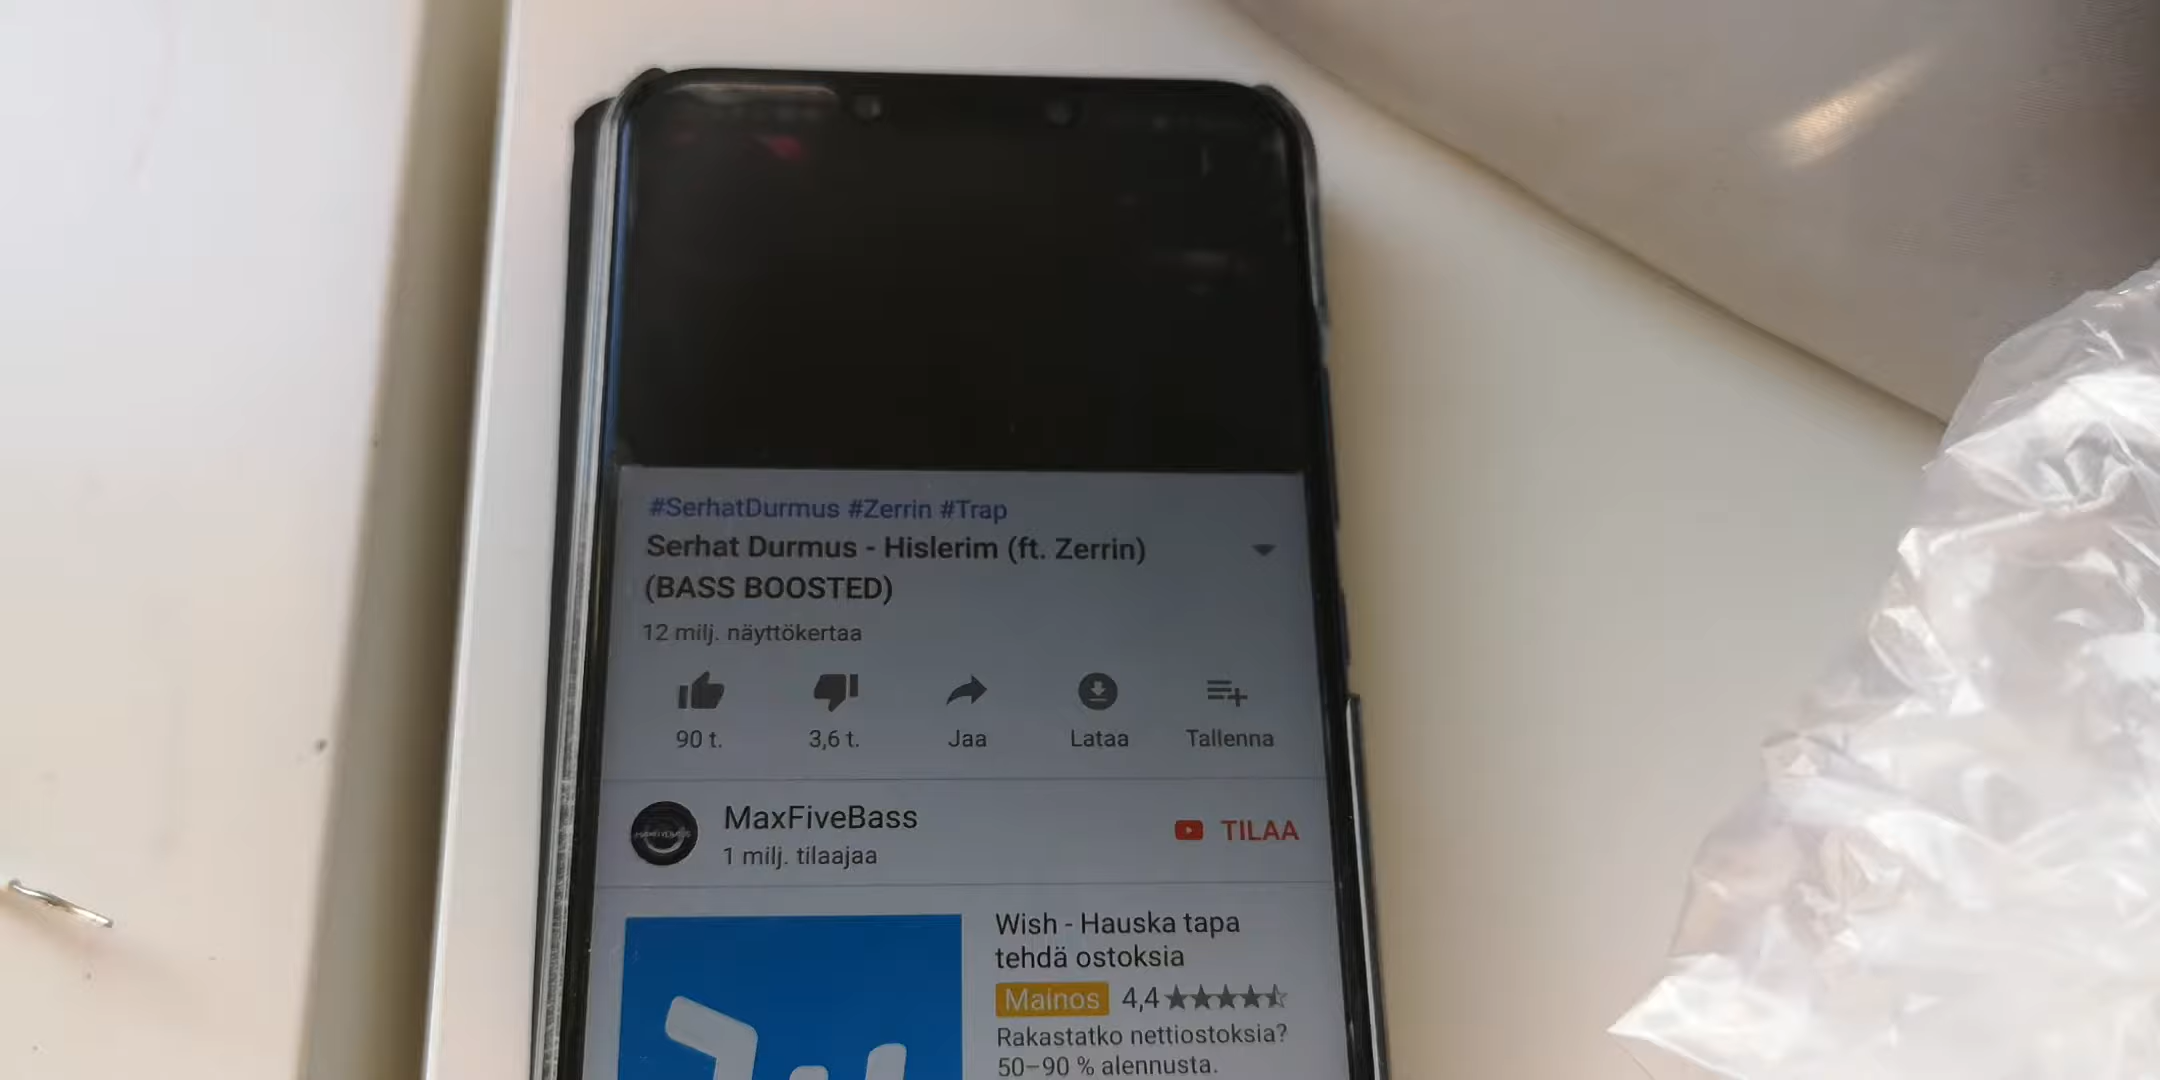 #SerhatDurmus #Zerrin #Trap
Serhat Durmus - Hislerim (ft. Zerrin)
(BASS BOOSTED)
12 milj. näyttökertaa
90 t. 3,6 t. Jaa Lataa Tallenna
MaxFiveBass
TILAA
1 milj. tilaajaa
Wish - Hauska tapa
tehdä ostoksia
Mainos 4,4
Rakastatko nettiostoksia?
50–90 % alennusta.